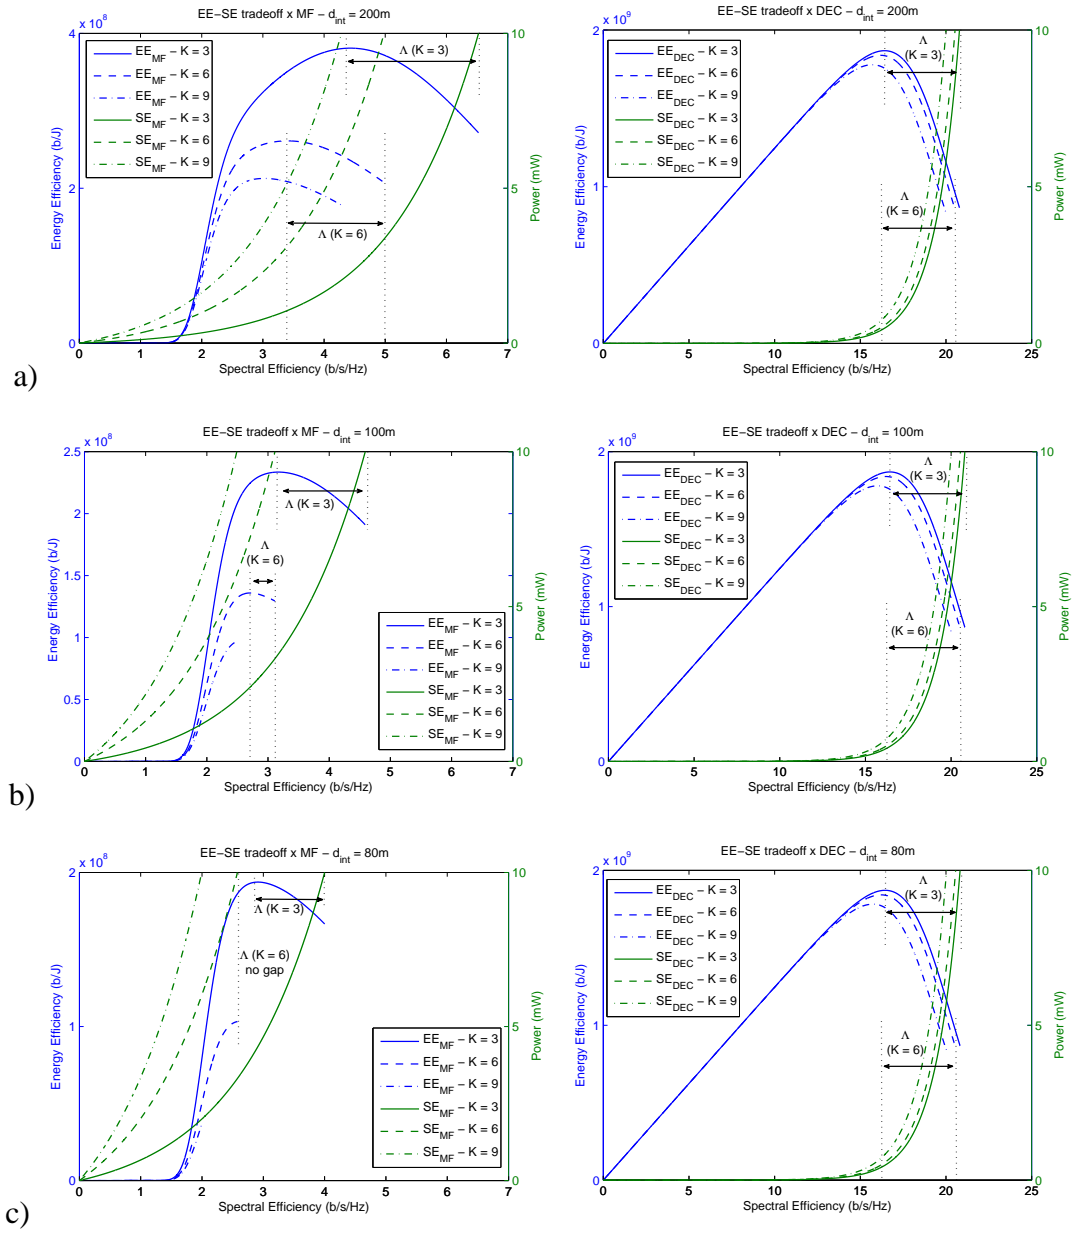 EE−SE tradeoff x MF − d_int = 200m
x 10^8
EE_MF − K = 3
EE_MF − K = 6
EE_MF − K = 9
SE_MF − K = 3
SE_MF − K = 6
SE_MF − K = 9
Λ (K = 3)
Λ (K = 6)
Energy Efficiency (b/J)
4
2
0
10
5
0
Power (mW)
0 1 2 3 4 5 6 7
Spectral Efficiency (b/s/Hz)
EE−SE tradeoff x DEC − d_int = 200m
x 10^9
EE_DEC − K = 3
EE_DEC − K = 6
EE_DEC − K = 9
SE_DEC − K = 3
SE_DEC − K = 6
SE_DEC − K = 9
Λ
(K = 3)
Λ
(K = 6)
Energy Efficiency (b/J)
2
1
0
10
5
0
Power (mW)
0 5 10 15 20 25
Spectral Efficiency (b/s/Hz)
a)
EE−SE tradeoff x MF − d_int = 100m
x 10^8
2.5
2
1.5
1
0.5
0
Energy Efficiency (b/J)
Λ (K = 3)
Λ
(K = 6)
EE_MF − K = 3
EE_MF − K = 6
EE_MF − K = 9
SE_MF − K = 3
SE_MF − K = 6
SE_MF − K = 9
10
5
0
Power (mW)
0 1 2 3 4 5 6 7
Spectral Efficiency (b/s/Hz)
EE−SE tradeoff x DEC − d_int = 100m
x 10^9
EE_DEC − K = 3
EE_DEC − K = 6
EE_DEC − K = 9
SE_DEC − K = 3
SE_DEC − K = 6
SE_DEC − K = 9
Λ
(K = 3)
Λ
(K = 6)
Energy Efficiency (b/J)
2
1
0
10
5
0
Power (mW)
0 5 10 15 20 25
Spectral Efficiency (b/s/Hz)
b)
EE−SE tradeoff x MF − d_int = 80m
x 10^8
2
1
0
Energy Efficiency (b/J)
Λ (K = 3)
Λ (K = 6)
no gap
EE_MF − K = 3
EE_MF − K = 6
EE_MF − K = 9
SE_MF − K = 3
SE_MF − K = 6
SE_MF − K = 9
10
5
0
Power (mW)
0 1 2 3 4 5 6 7
Spectral Efficiency (b/s/Hz)
EE−SE tradeoff x DEC − d_int = 80m
x 10^9
EE_DEC − K = 3
EE_DEC − K = 6
EE_DEC − K = 9
SE_DEC − K = 3
SE_DEC − K = 6
SE_DEC − K = 9
Λ
(K = 3)
Λ
(K = 6)
Energy Efficiency (b/J)
2
1
0
10
5
0
Power (mW)
0 5 10 15 20 25
Spectral Efficiency (b/s/Hz)
c)